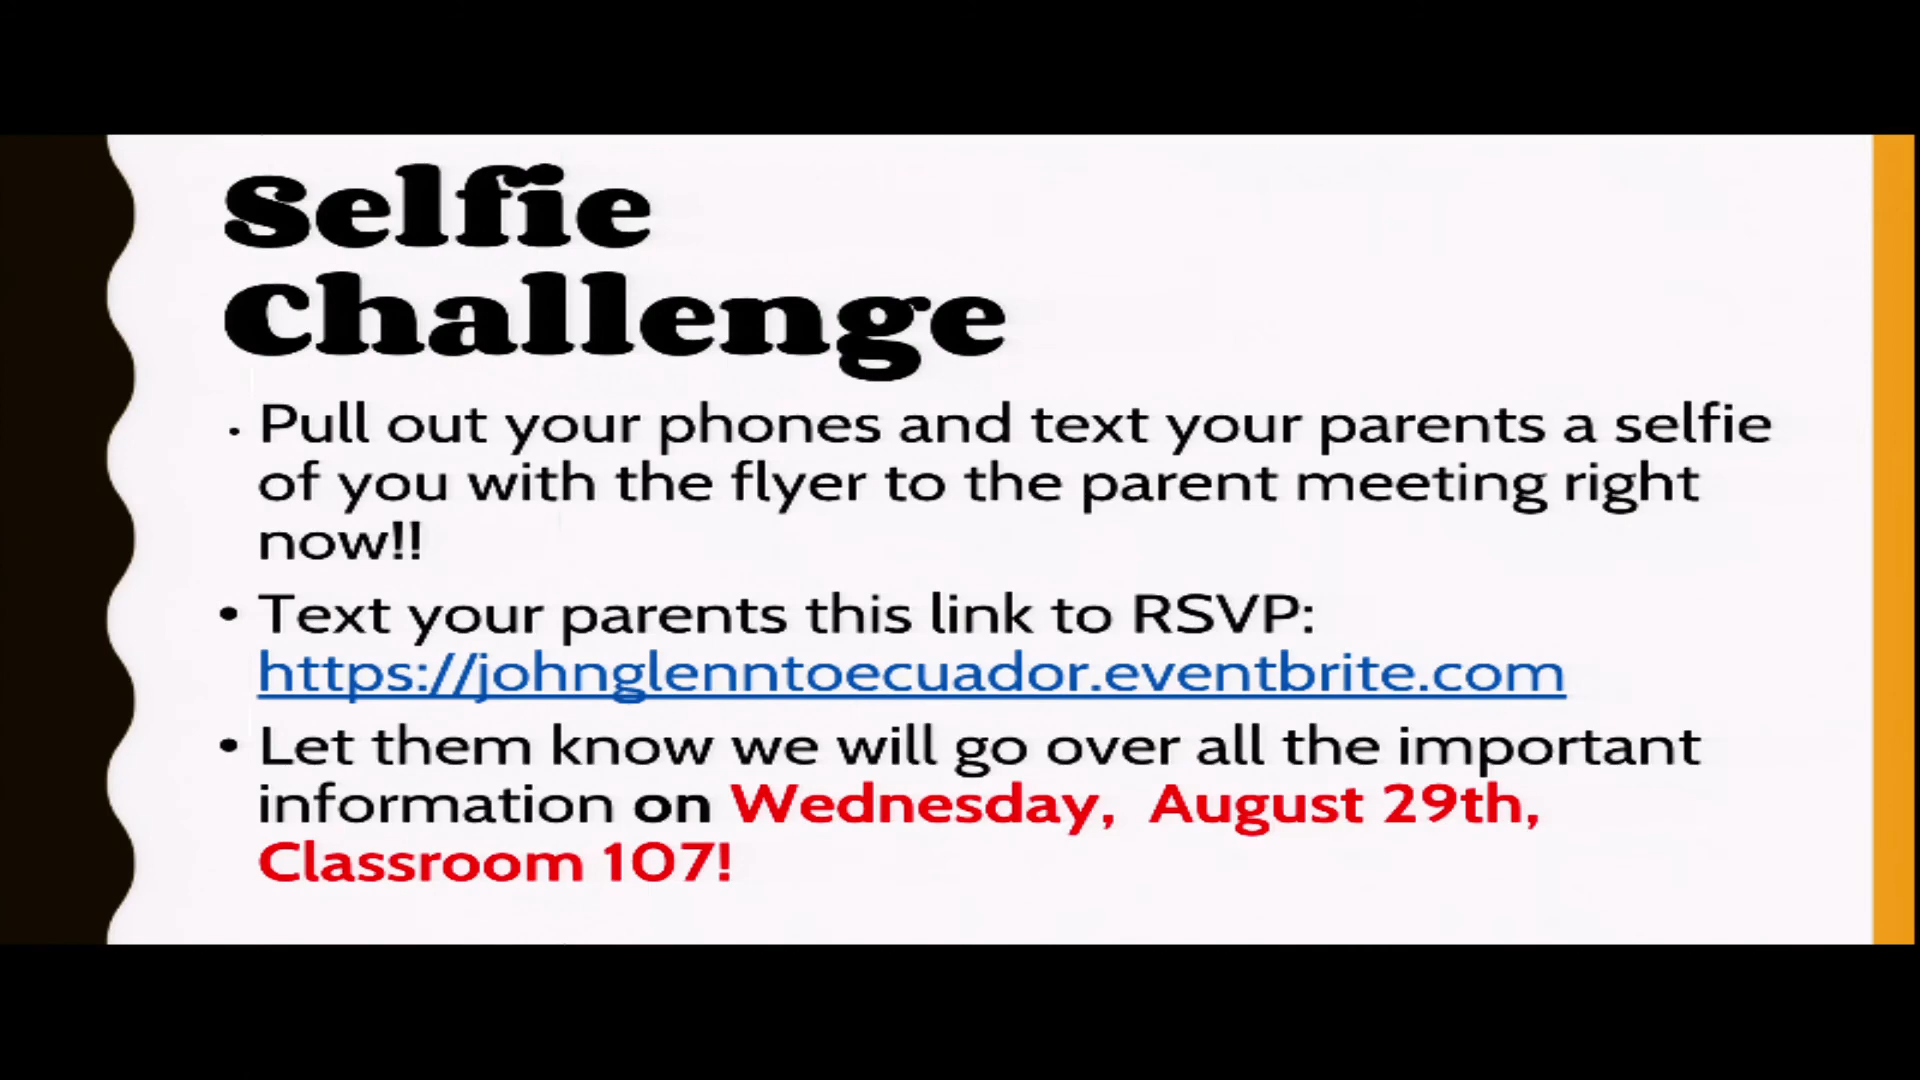 Selfie
Challenge
• Pull out your phones and text your parents a selfie
of you with the flyer to the parent meeting right
now!!
• Text your parents this link to RSVP:
https://johnglenntoecuador.eventbrite.com
• Let them know we will go over all the important
information on Wednesday, August 29th,
Classroom 107!